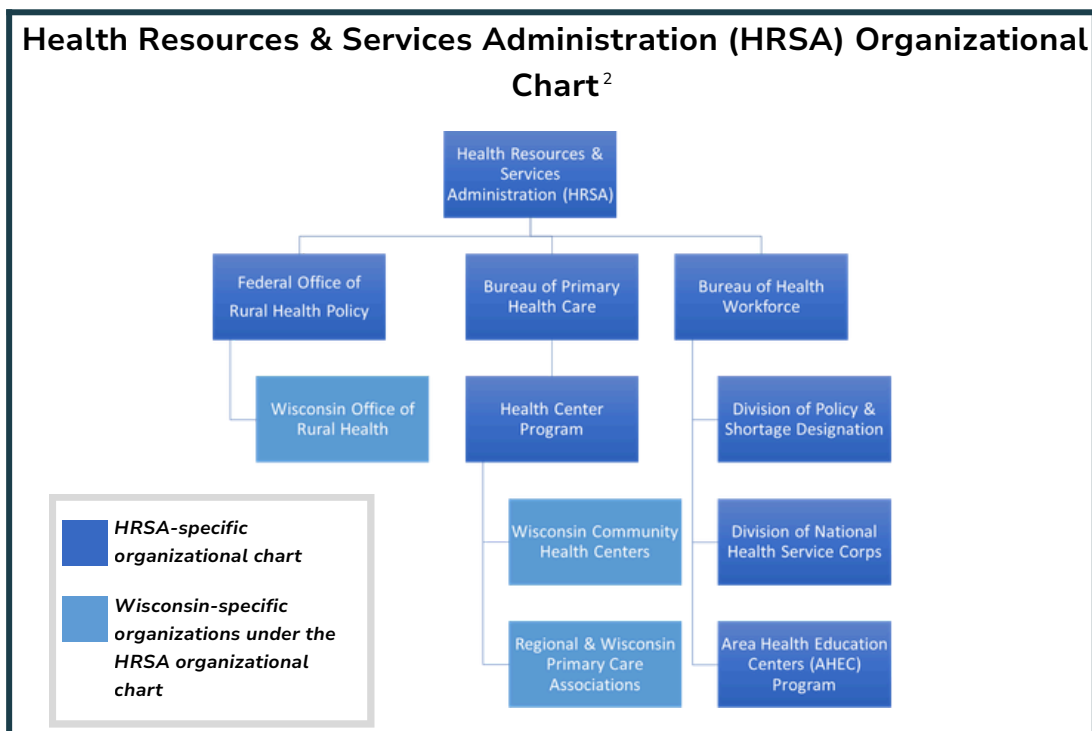 Health Resources & Services Administration (HRSA) Organizational
Chart 2
Health Resources &
Services
Administration (HRSA)
Federal Office of
Rural Health Policy
Bureau of Primary
Health Care
Bureau of Health
Workforce
Wisconsin Office of
Rural Health
Health Center
Program
Division of Policy &
Shortage Designation
Wisconsin Community
Health Centers
Division of National
Health Service Corps
Regional & Wisconsin
Primary Care
Associations
Area Health Education
Centers (AHEC)
Program
HRSA-specific
organizational chart
Wisconsin-specific
organizations under the
HRSA organizational
chart